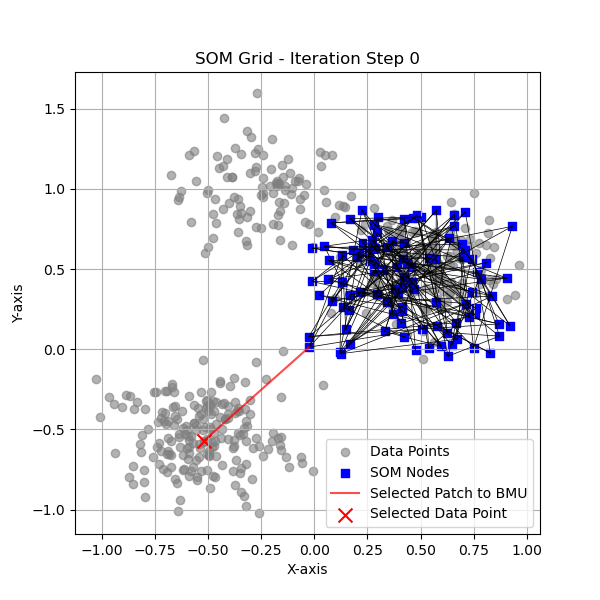 SOM Grid - Iteration Step 0
Y-axis
1.5
1.0
0.5
0.0
−0.5
−1.0
Data Points
SOM Nodes
Selected Patch to BMU
Selected Data Point
−1.00 −0.75 −0.50 −0.25 0.00 0.25 0.50 0.75 1.00
X-axis